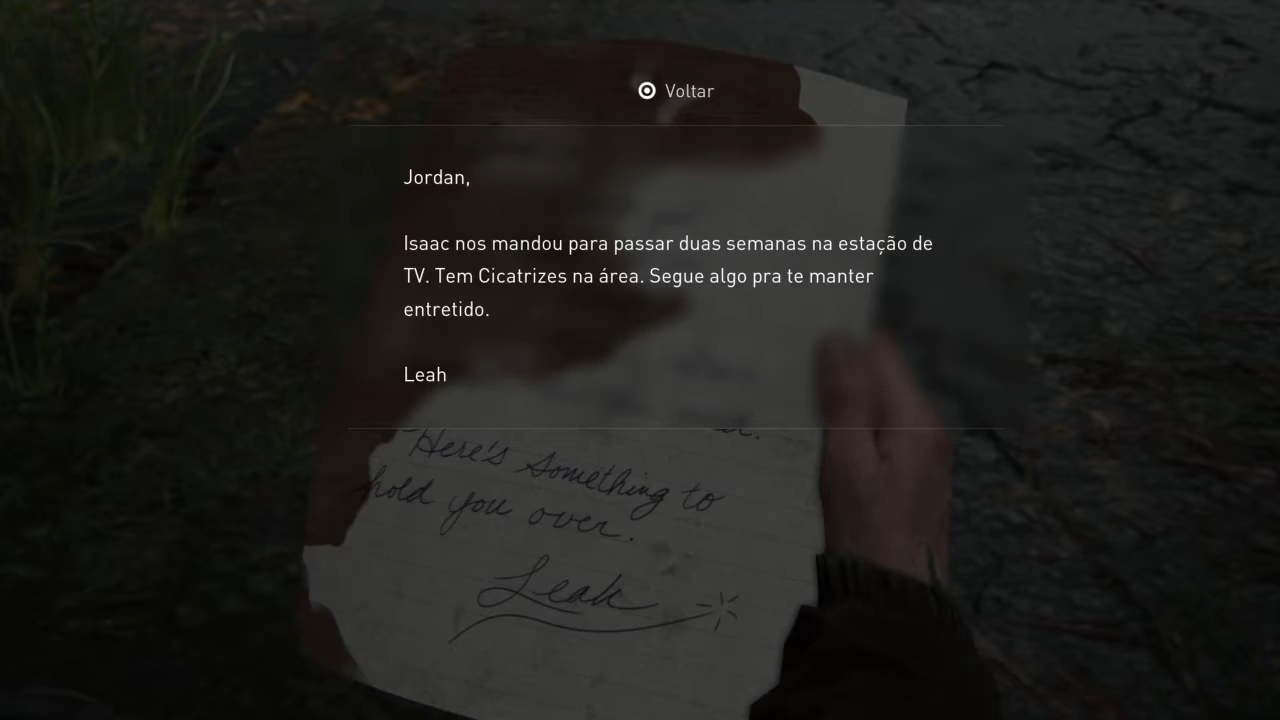 Voltar
Jordan,
Isaac nos mandou para passar duas semanas na estação de
TV. Tem Cicatrizes na área. Segue algo pra te manter
entretido.
Leah
Here's something to
hold you over.
Leah